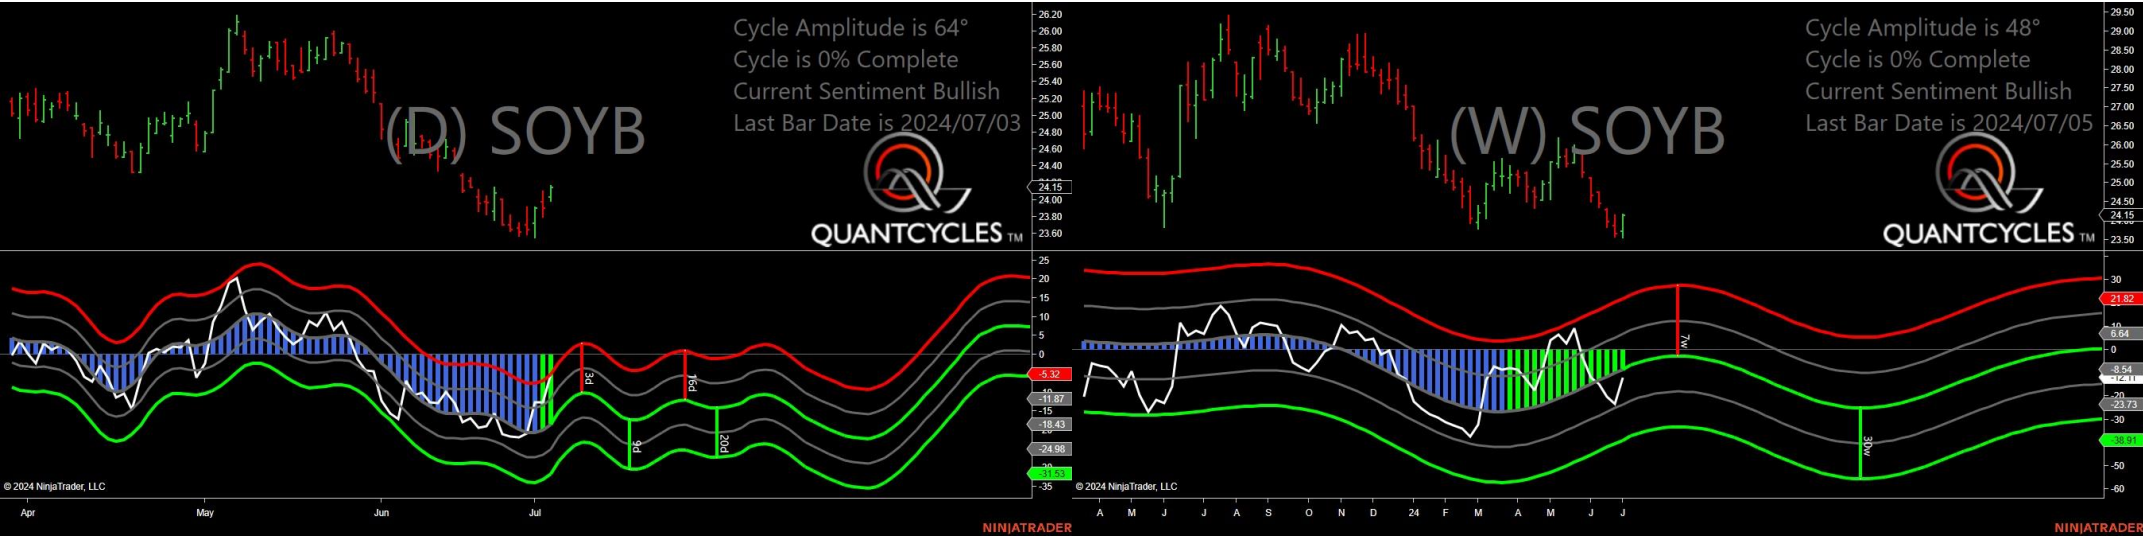 Cycle Amplitude is 64°
Cycle is 0% Complete
Current Sentiment Bullish
Last Bar Date is 2024/07/03
(D) SOYB
QUANTCYCLES TM
26.20
26.00
25.80
25.60
25.40
25.20
25.00
24.80
24.60
24.40
24.15
24.00
23.80
23.60
25
20
15
10
5
0
-5.32
-11.87
-15
-18.43
-24.98
-31.53
-35
3d
9d
16d
20d
© 2024 NinjaTrader, LLC
Apr May Jun Jul
NINJATRADER
Cycle Amplitude is 48°
Cycle is 0% Complete
Current Sentiment Bullish
Last Bar Date is 2024/07/05
(W) SOYB
QUANTCYCLES TM
29.50
29.00
28.50
28.00
27.50
27.00
26.50
26.00
25.50
25.00
24.50
24.15
23.50
30
21.82
10
6.64
0
-8.54
-12.11
-20
-23.73
-30
-38.91
-50
-60
7w
30w
© 2024 NinjaTrader, LLC
A M J J A S O N D 24 F M A M J J
NINJATRADER